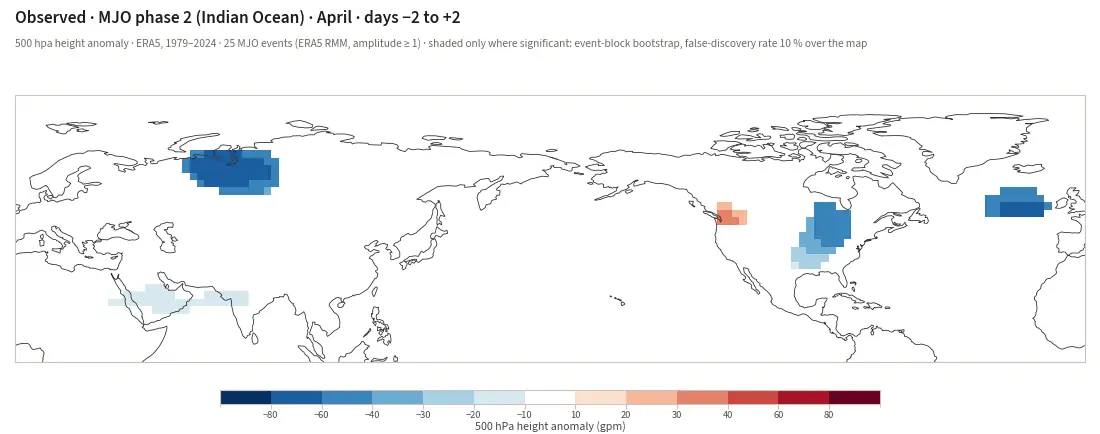 Observed · MJO phase 2 (Indian Ocean) · April · days −2 to +2
500 hpa height anomaly · ERA5, 1979–2024 · 25 MJO events (ERA5 RMM, amplitude ≥ 1) · shaded only where significant: event-block bootstrap, false-discovery rate 10 % over the map
−80 −60 −40 −30 −20 −10 10 20 30 40 60 80
500 hPa height anomaly (gpm)